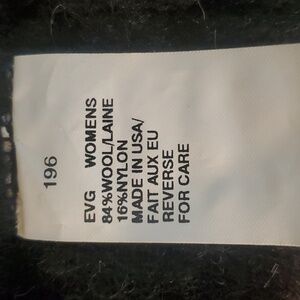 196
EVG WOMENS
84%WOOL/LAINE
16%NYLON
MADE IN USA/
FAIT AUX EU
REVERSE
FOR CARE